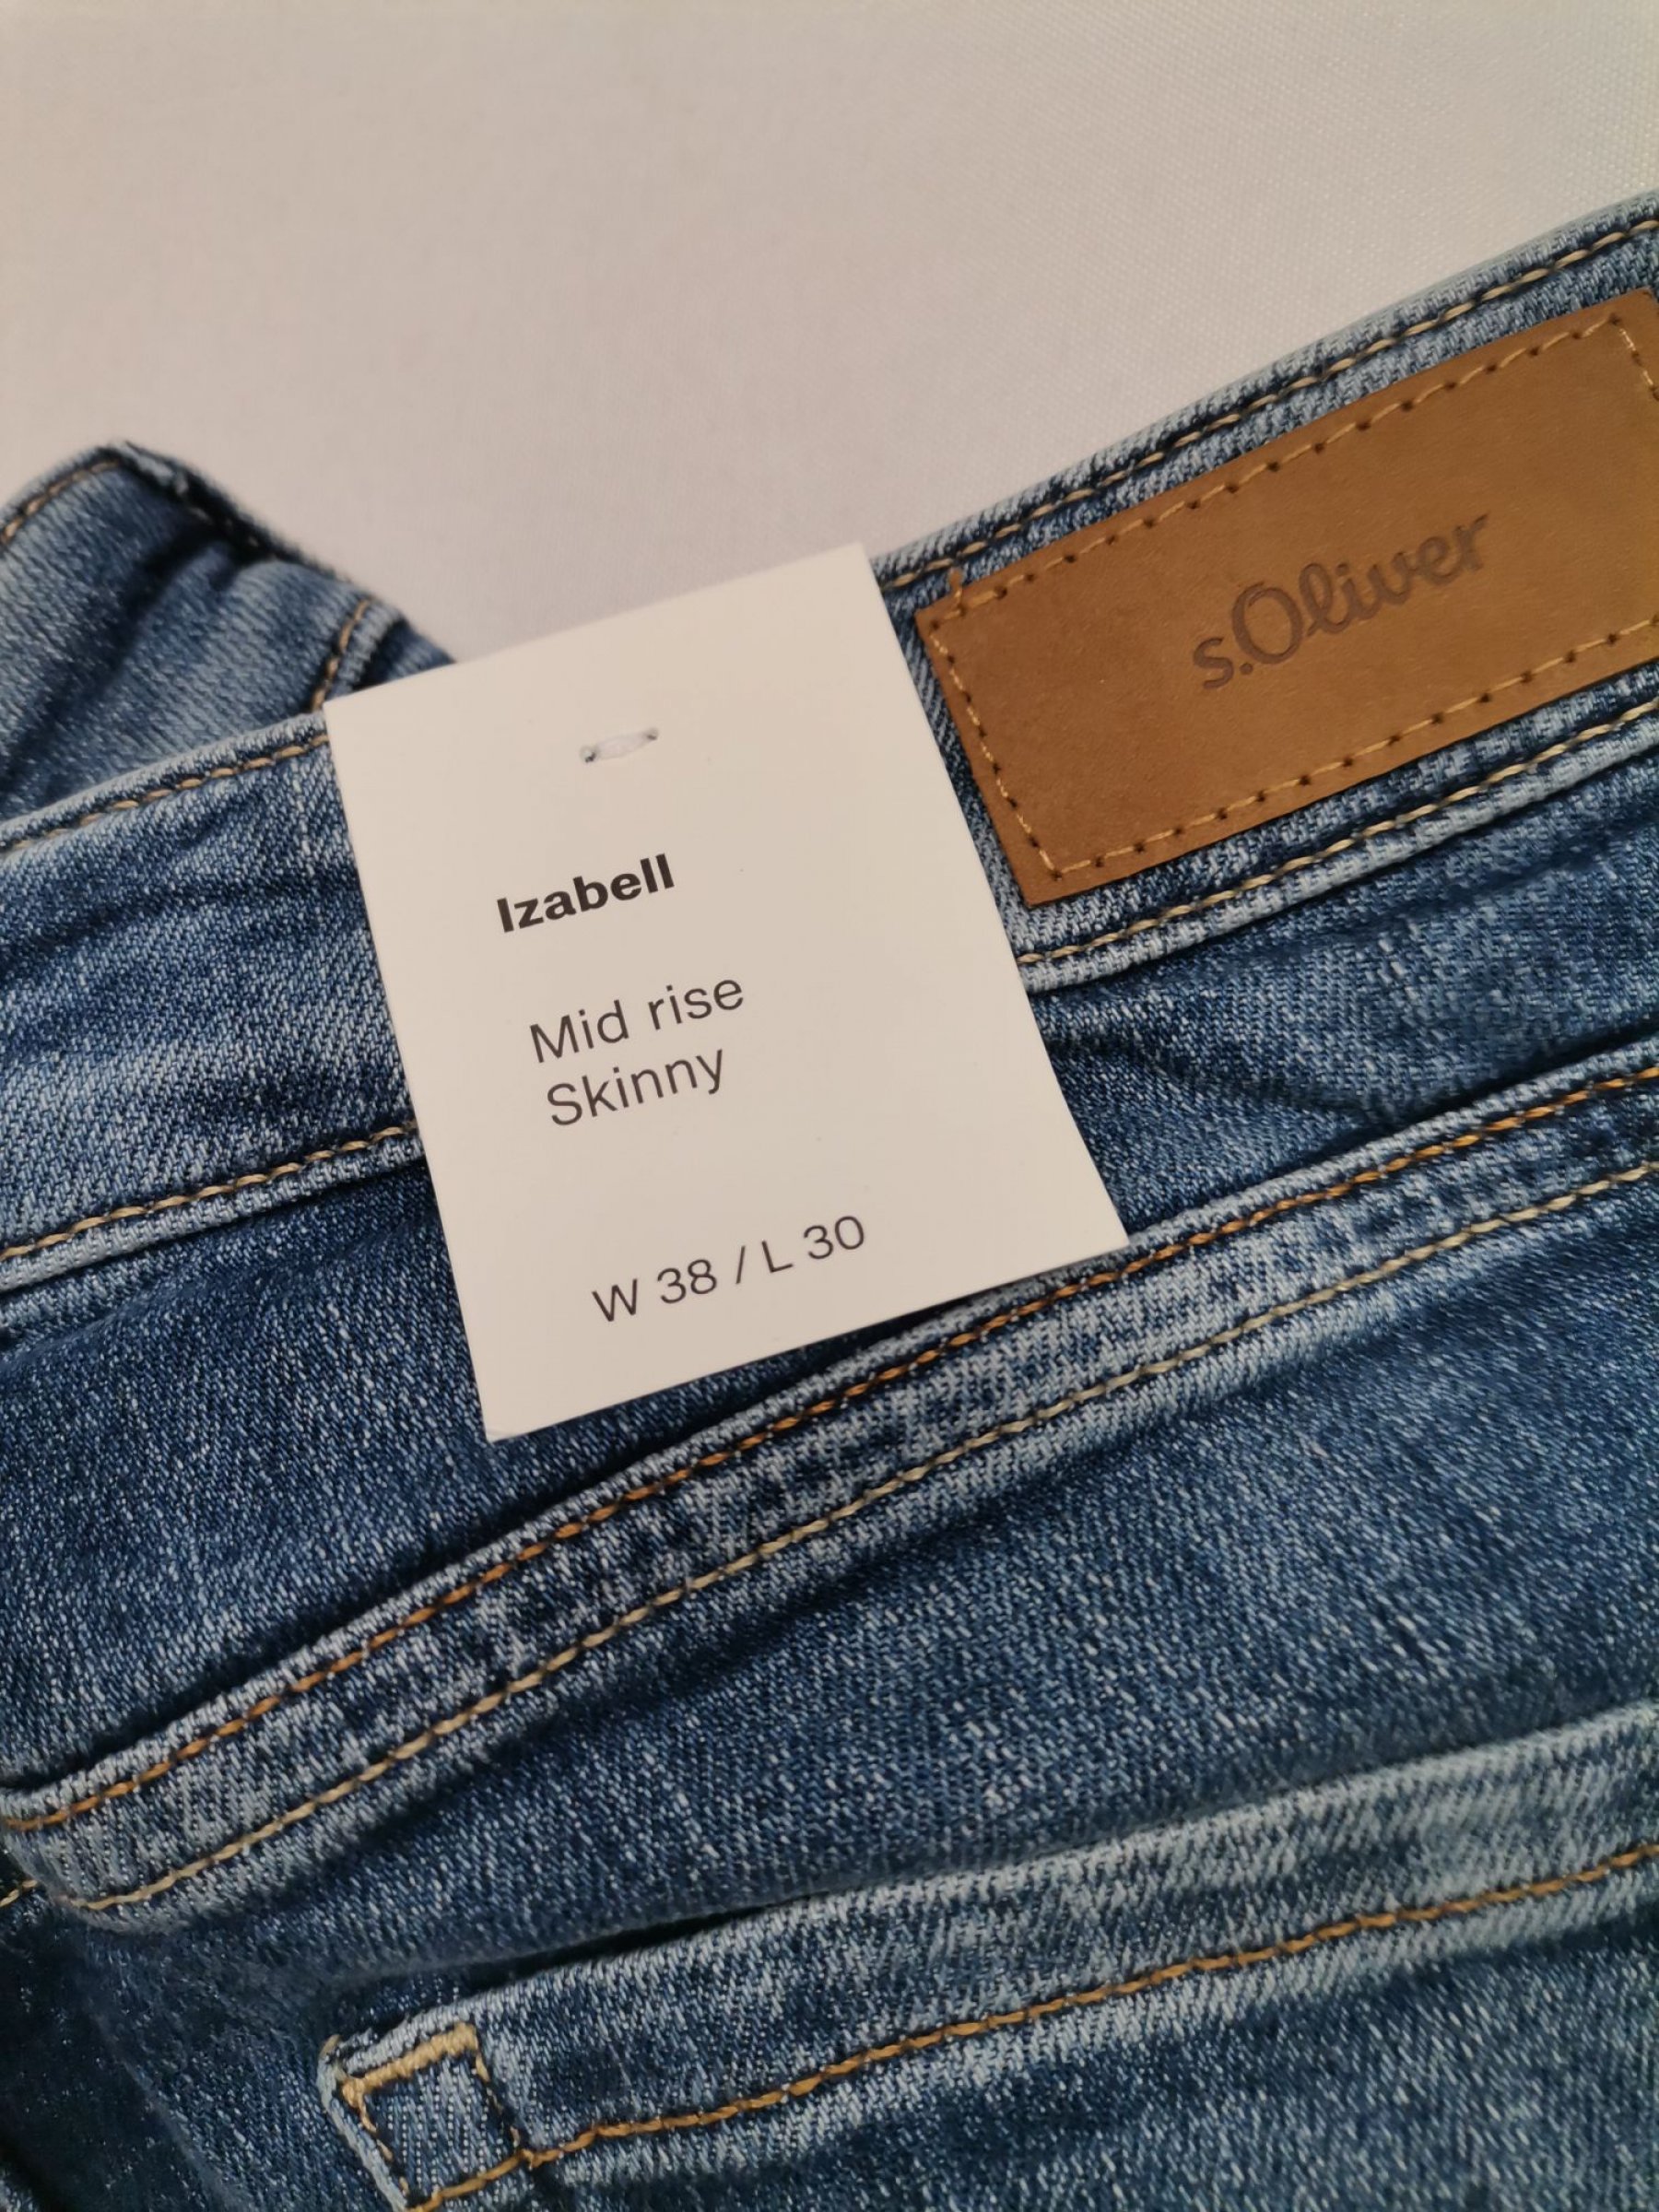 s.Oliver
Izabell
Mid rise
Skinny
W 38 / L 30